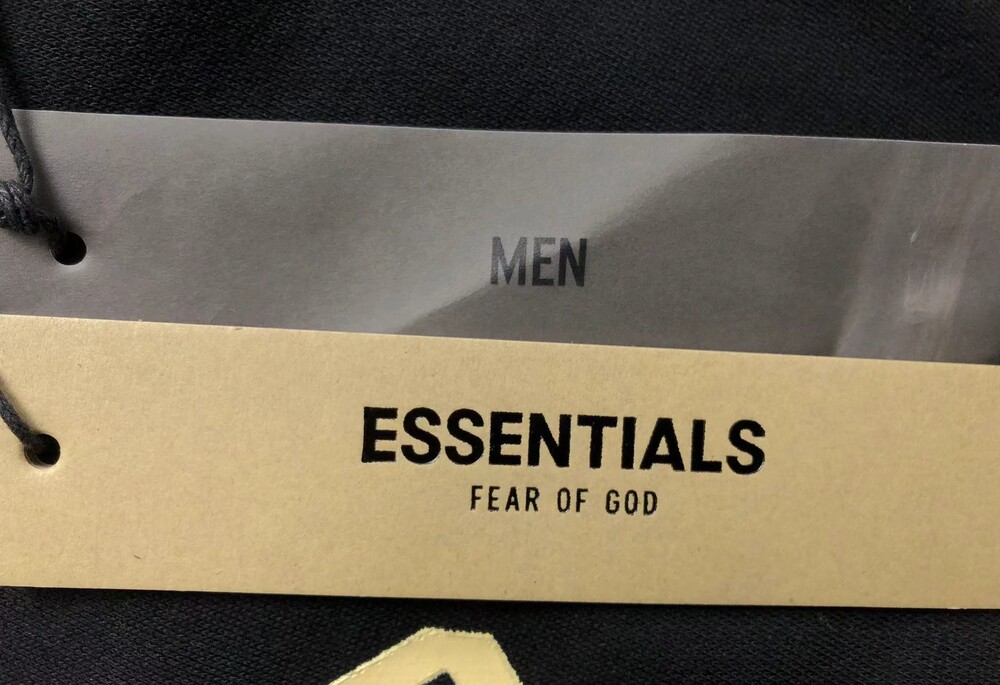 MEN
ESSENTIALS
FEAR OF GOD